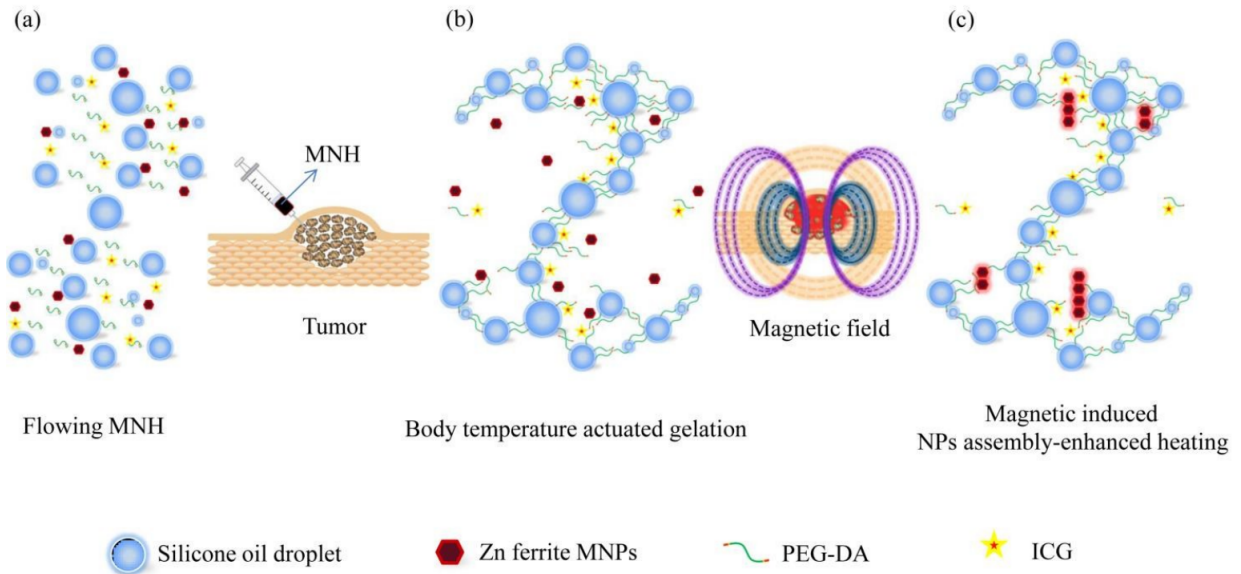 (a)
(b)
(c)
MNH
Tumor
Magnetic field
Flowing MNH
Body temperature actuated gelation
Magnetic induced
NPs assembly-enhanced heating
Silicone oil droplet
Zn ferrite MNPs
PEG-DA
ICG